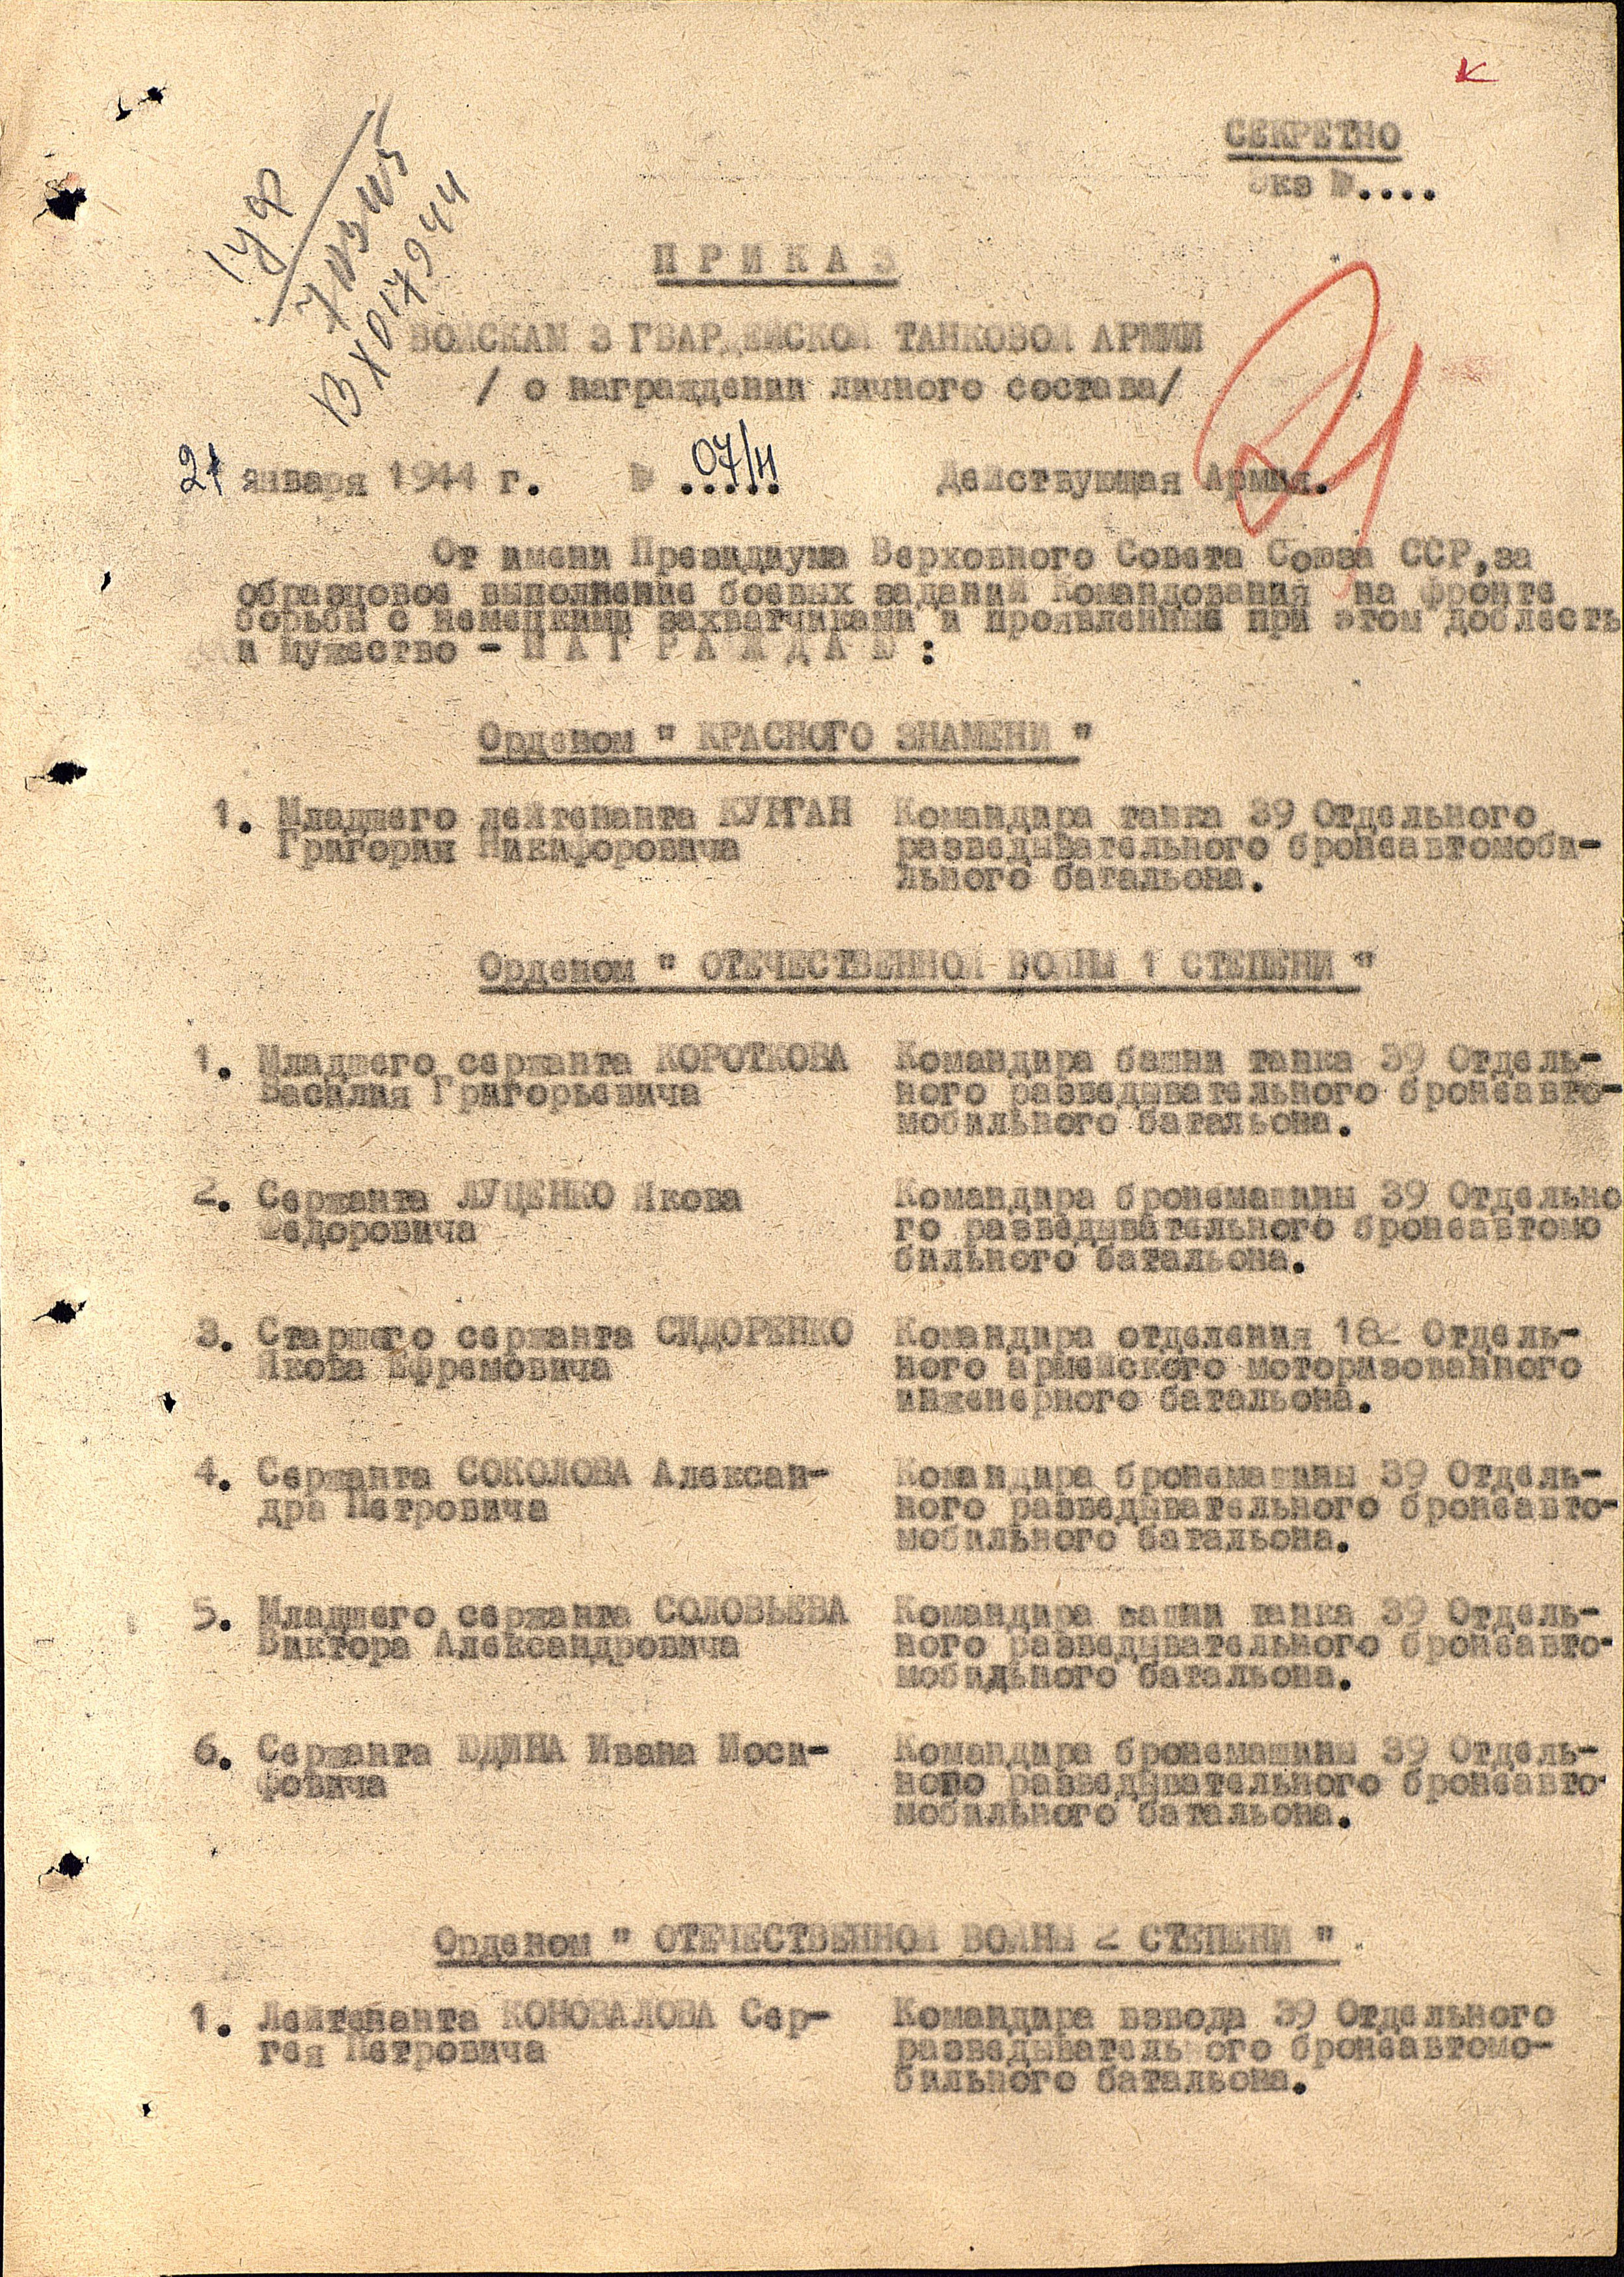 К
СЕКРЕТНО
Экз №....
1 УФ
В
ПРИКАЗ
ВОЙСКАМ 3 ГВАРДЕЙСКОЙ ТАНКОВОЙ АРМИИ
/ о награждении личного состава/
21 января 1944 г. № 07/н Действующая Армия.
От имени Президиума Верховного Совета Союза ССР,за
образцовое выполнение боевых заданий Командования на фронте
борьбы с немецкими захватчиками и проявленные при этом доблесть
и мужество - Н А Г Р А Ж Д А Ю :
Орденом " КРАСНОГО ЗНАМЕНИ "
1. Младшего лейтенанта КУРГАН Командира танка 39 Отдельного
Григория Никифоровича разведывательного бронеавтомоби-
льного батальона.
Орденом " ОТЕЧЕСТВЕННОЙ ВОЙНЫ 1 СТЕПЕНИ "
1. Младшего сержанта КОРОТКОВА Командира башни танка 39 Отдель-
Василия Григорьевича ного разведывательного бронеавто-
мобильного батальона.
2. Сержанта ЛУЦЕНКО Якова Командира бронемашины 39 Отдельно
Федоровича го разведывательного бронеавтомо
бильного батальона.
3. Старшего сержанта СИДОРЕНКО Командира отделения 182 Отдель-
Якова Ефремовича ного армейского моторизованного
инженерного батальона.
4. Сержанта СОКОЛОВА Алексан- Командира бронемашины 39 Отдель-
дра Петровича ного разведывательного бронеавто-
мобильного батальона.
5. Младшего сержанта СОЛОВЬЕВА Командира башни танка 39 Отдель-
Виктора Александровича ного разведывательного бронеавто-
мобильного батальона.
6. Сержанта ЮДИНА Ивана Иоси- Командира бронемашины 39 Отдель-
фовича ного разведывательного бронеавто-
мобильного батальона.
Орденом " ОТЕЧЕСТВЕННОЙ ВОЙНЫ 2 СТЕПЕНИ "
1. Лейтенанта КОНОВАЛОВА Сер- Командира взвода 39 Отдельного
гея Петровича разведывательного бронеавтомо-
бильного батальона.